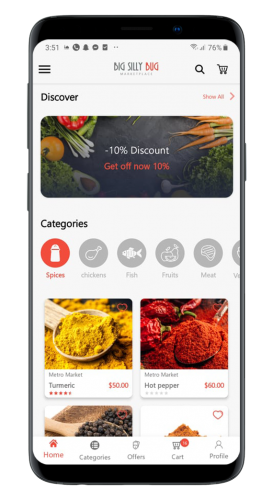 3:51 76%
BIG SILLY BUG
MARKETPLACE
Discover Show All
-10% Discount
Get off now 10%
Categories
Spices chickens Fish Fruits Meat
Metro Market Metro Market
Turmeric $50.00 Hot pepper $60.00
Home Categories Offers Cart Profile